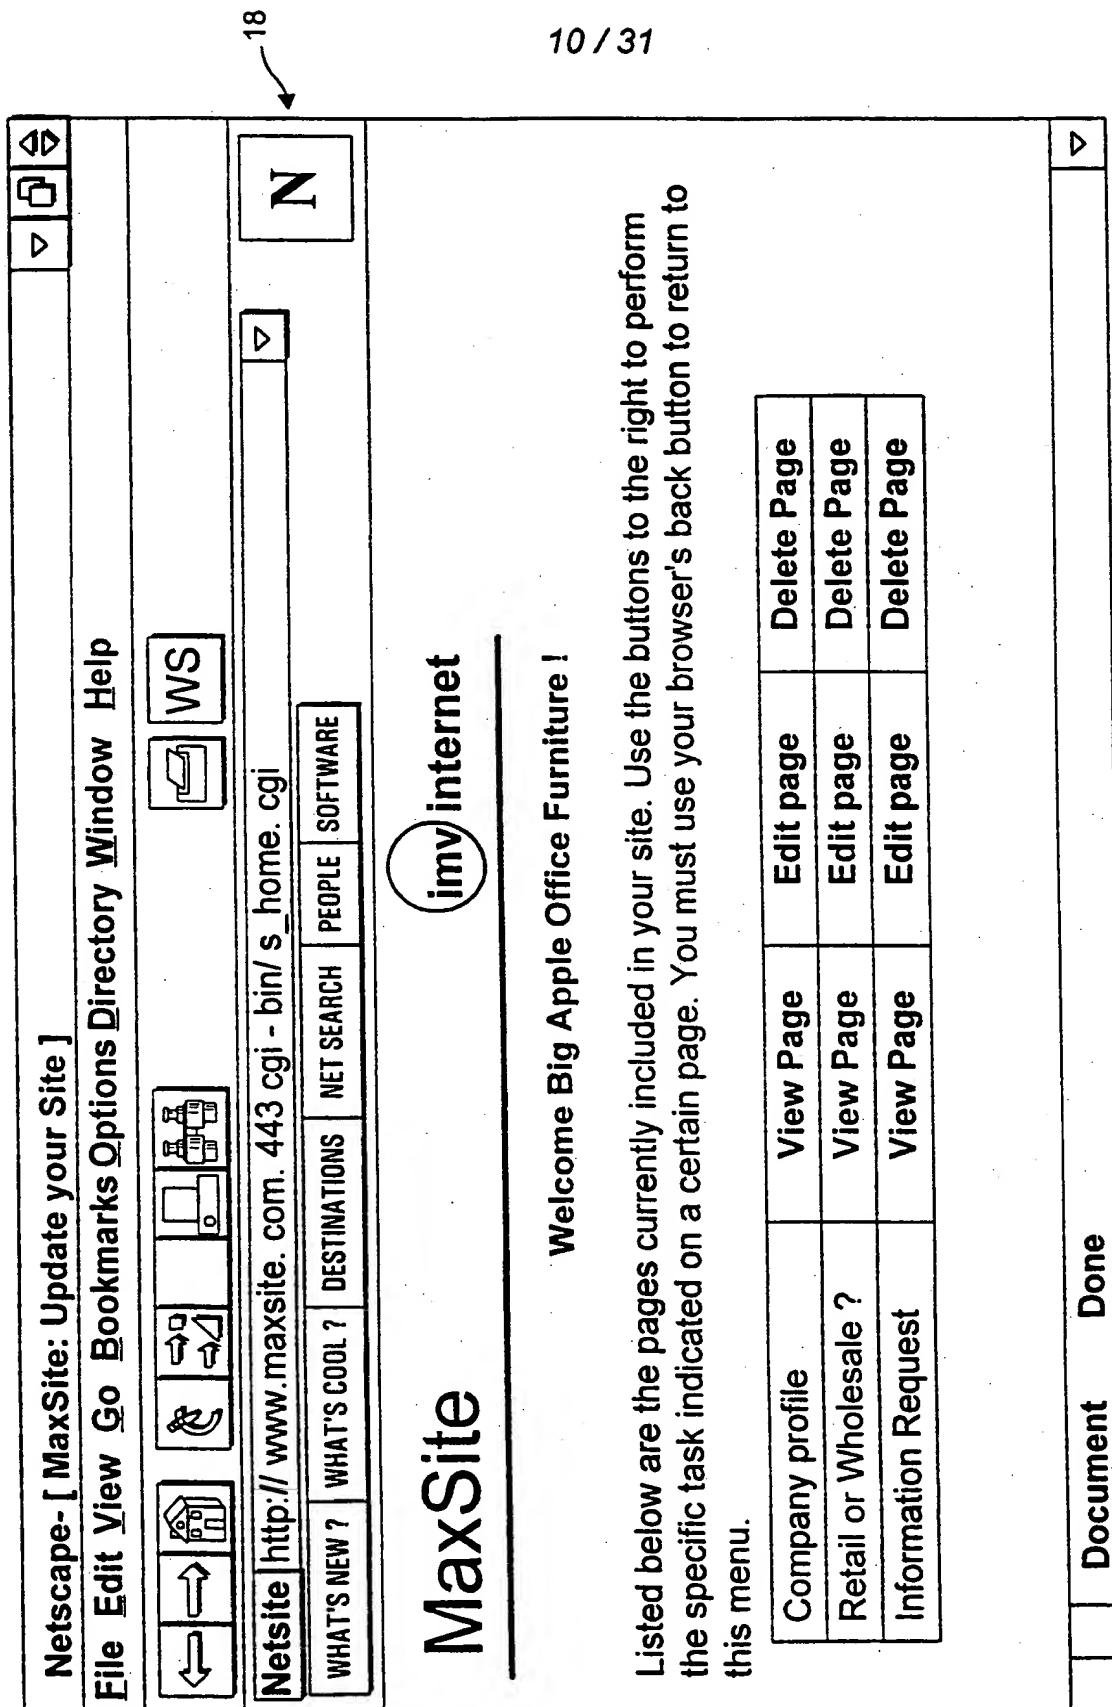 10 / 31
18
Netscape- [ MaxSite: Update your Site ]
File Edit View Go Bookmarks Options Directory Window Help
WS
Netsite http:// www.maxsite. com. 443 cgi - bin/ s_home. cgi
N
WHAT'S NEW ? WHAT'S COOL ? DESTINATIONS NET SEARCH PEOPLE SOFTWARE
MaxSite imv internet
Welcome Big Apple Office Furniture !
Listed below are the pages currently included in your site. Use the buttons to the right to perform
the specific task indicated on a certain page. You must use your browser's back button to return to
this menu.
Company profile View Page Edit page Delete Page
Retail or Wholesale ? View Page Edit page Delete Page
Information Request View Page Edit page Delete Page
Document Done